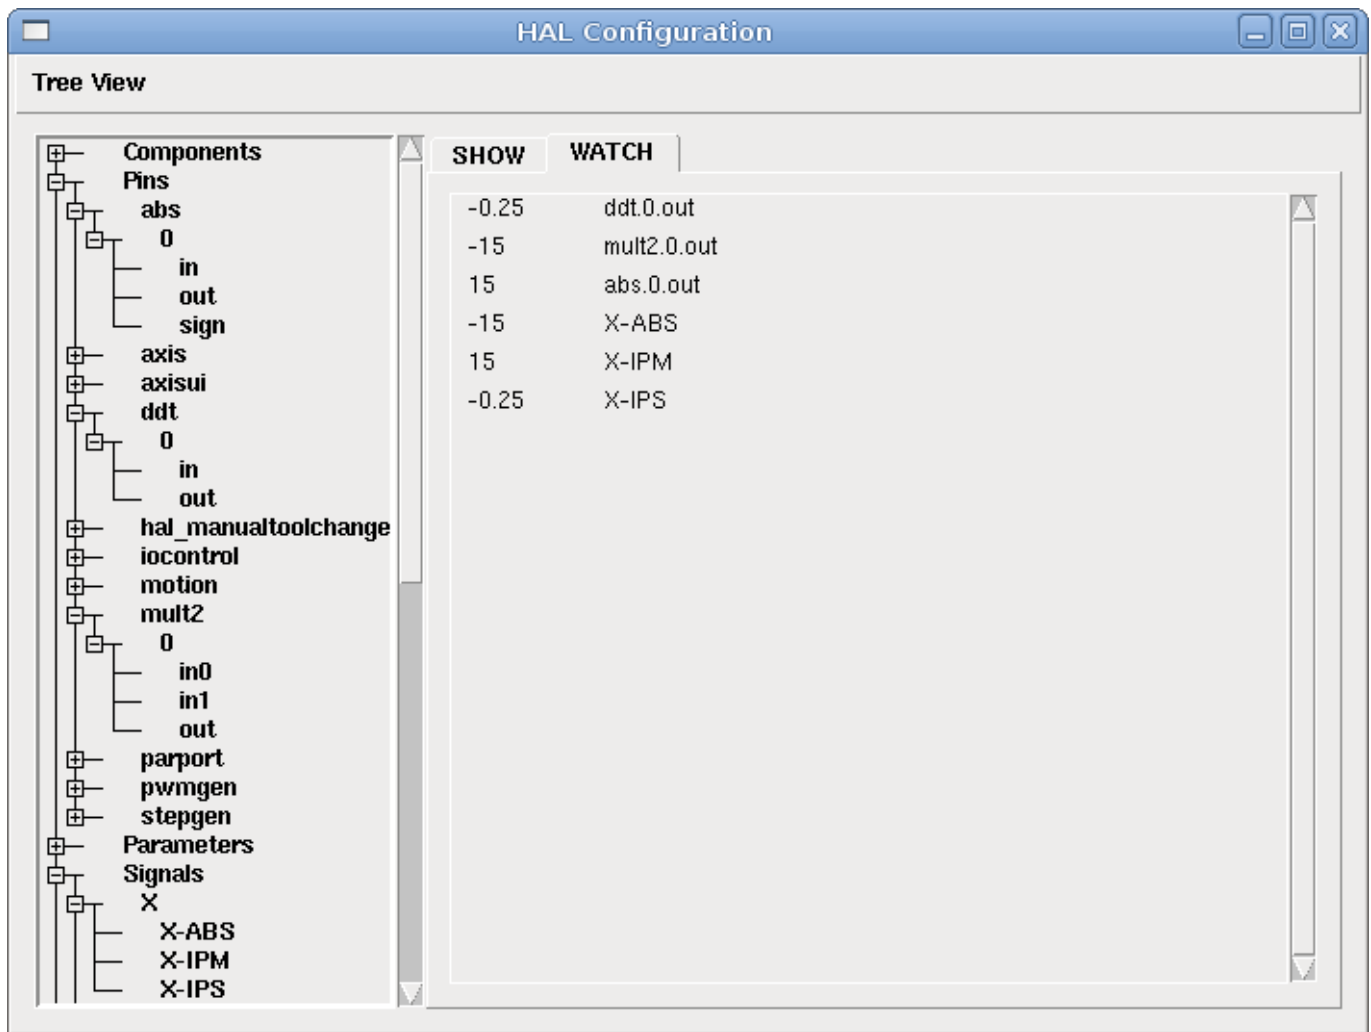 HAL Configuration
Tree View
Components
Pins
abs
0
in
out
sign
axis
axisui
ddt
0
in
out
hal_manualtoolchange
iocontrol
motion
mult2
0
in0
in1
out
parport
pwmgen
stepgen
Parameters
Signals
X
X-ABS
X-IPM
X-IPS
SHOW WATCH
-0.25 ddt.0.out
-15 mult2.0.out
15 abs.0.out
-15 X-ABS
15 X-IPM
-0.25 X-IPS